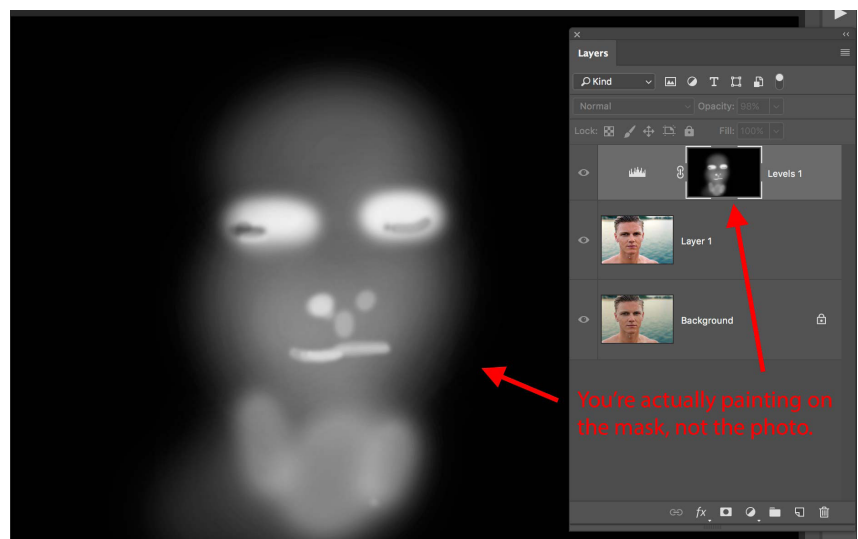 Layers
Kind
Normal Opacity: 98%
Lock: Fill: 100%
Levels 1
Layer 1
Background
You're actually painting on
the mask, not the photo.
fx